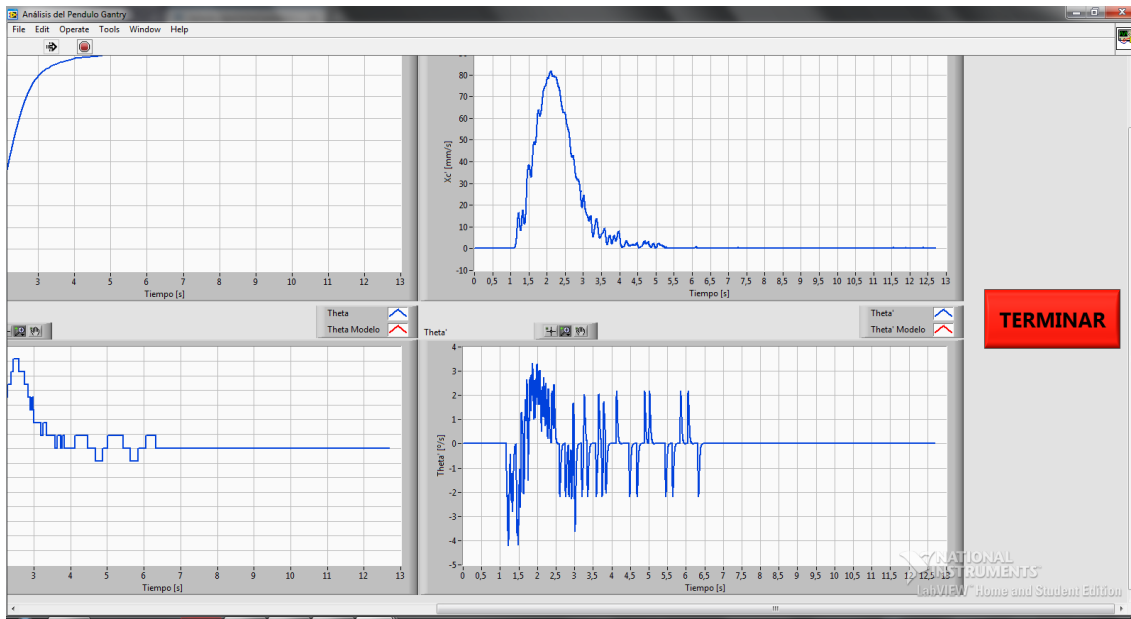 Análisis del Pendulo Gantry
File Edit Operate Tools Window Help
3 4 5 6 7 8 9 10 11 12 13
Tiempo [s]
80
70
60
50
40
30
20
10
0
-10
Xc' [mm/s]
0 0,5 1 1,5 2 2,5 3 3,5 4 4,5 5 5,5 6 6,5 7 7,5 8 8,5 9 9,5 10 10,5 11 11,5 12 12,5 13
Tiempo [s]
TERMINAR
Theta
Theta Modelo
3 4 5 6 7 8 9 10 11 12 13
Tiempo [s]
Theta'
Theta'
Theta' Modelo
4
3
2
1
0
-1
-2
-3
-4
-5
Theta' [º/s]
0 0,5 1 1,5 2 2,5 3 3,5 4 4,5 5 5,5 6 6,5 7 7,5 8 8,5 9 9,5 10 10,5 11 11,5 12 12,5 13
Tiempo [s]
NATIONAL
INSTRUMENTS
LabVIEW Home and Student Edition